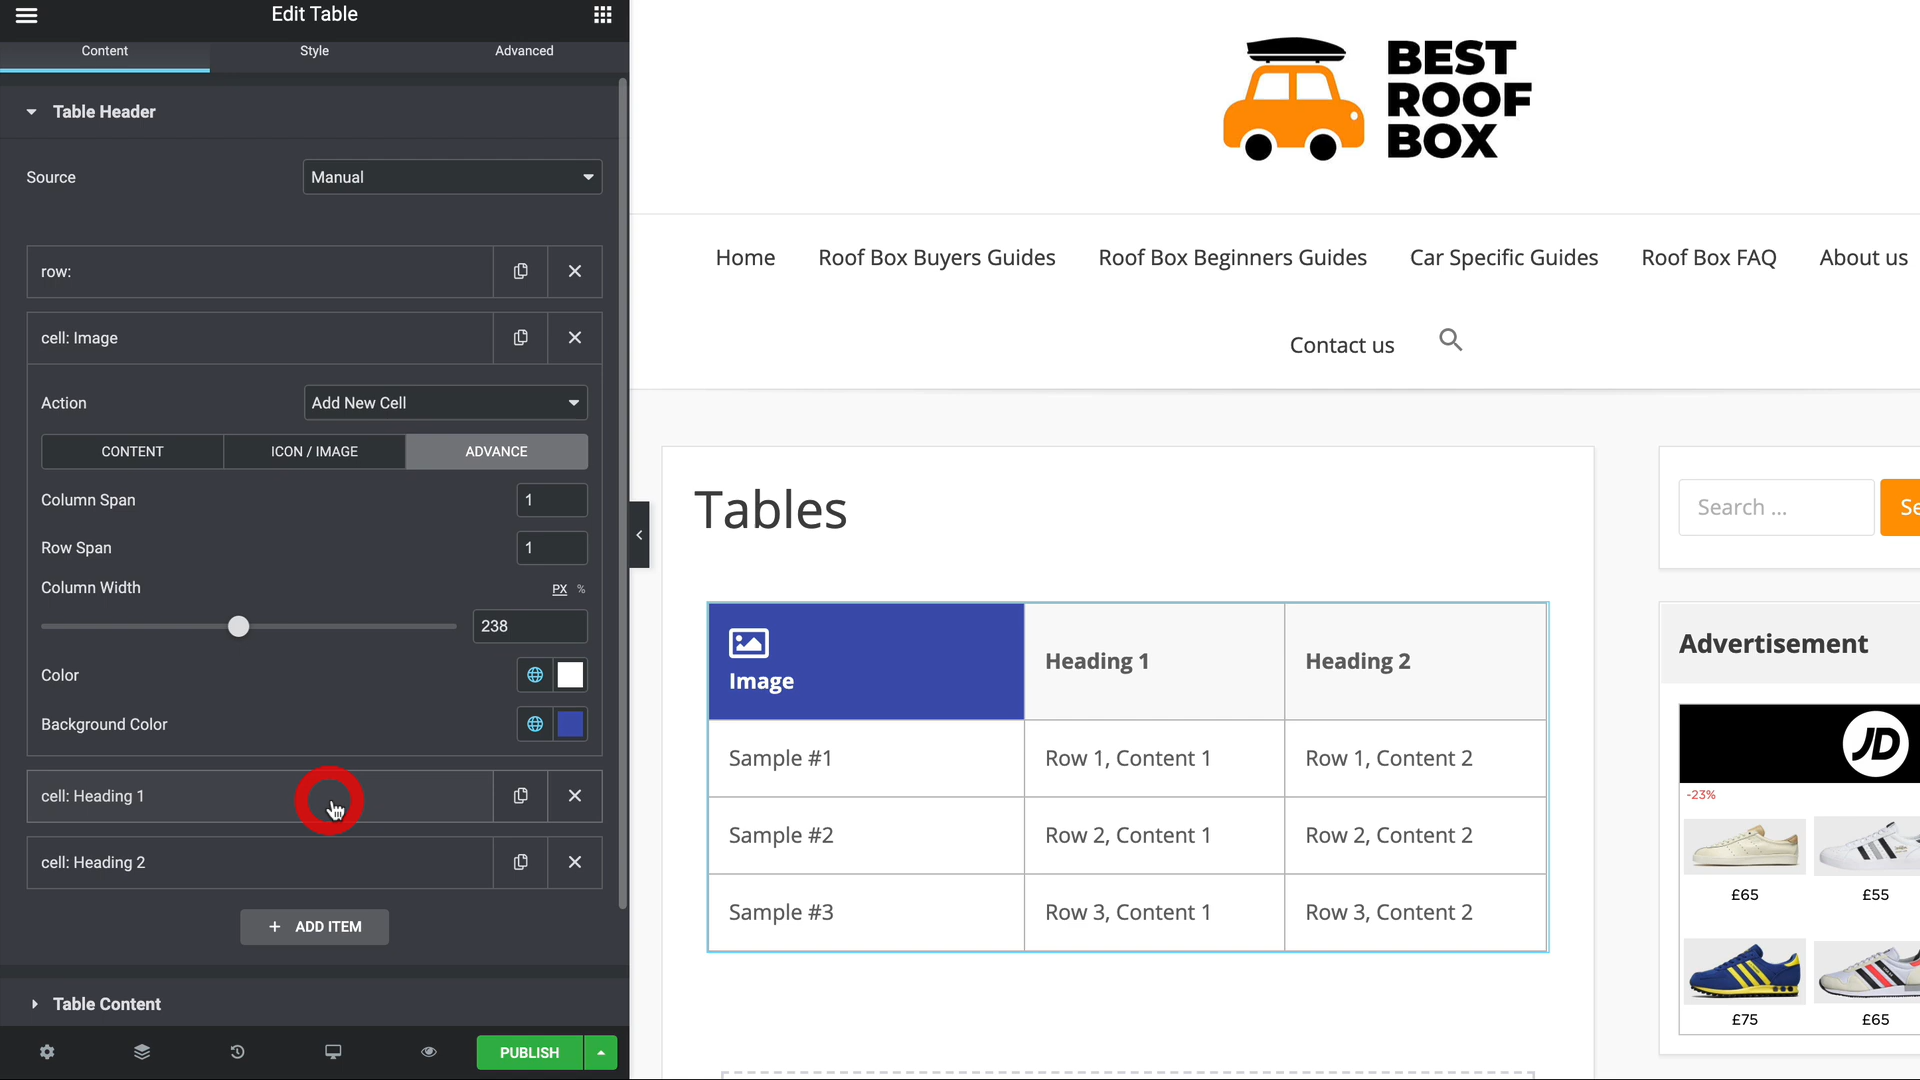 Edit Table
Content
Style
Advanced
Table Header
Source
Manual
row:
cell: Image
Action
Add New Cell
CONTENT
ICON / IMAGE
ADVANCE
Column Span
1
Row Span
1
Column Width
PX %
238
Color
Background Color
cell: Heading 1
cell: Heading 2
+ ADD ITEM
Table Content
PUBLISH
BEST
ROOF
BOX
Home
Roof Box Buyers Guides
Roof Box Beginners Guides
Car Specific Guides
Roof Box FAQ
About us
Contact us
Tables
Image
Heading 1
Heading 2
Sample #1
Row 1, Content 1
Row 1, Content 2
Sample #2
Row 2, Content 1
Row 2, Content 2
Sample #3
Row 3, Content 1
Row 3, Content 2
Search ...
Se
Advertisement
JD
-23%
£65
£55
£75
£65